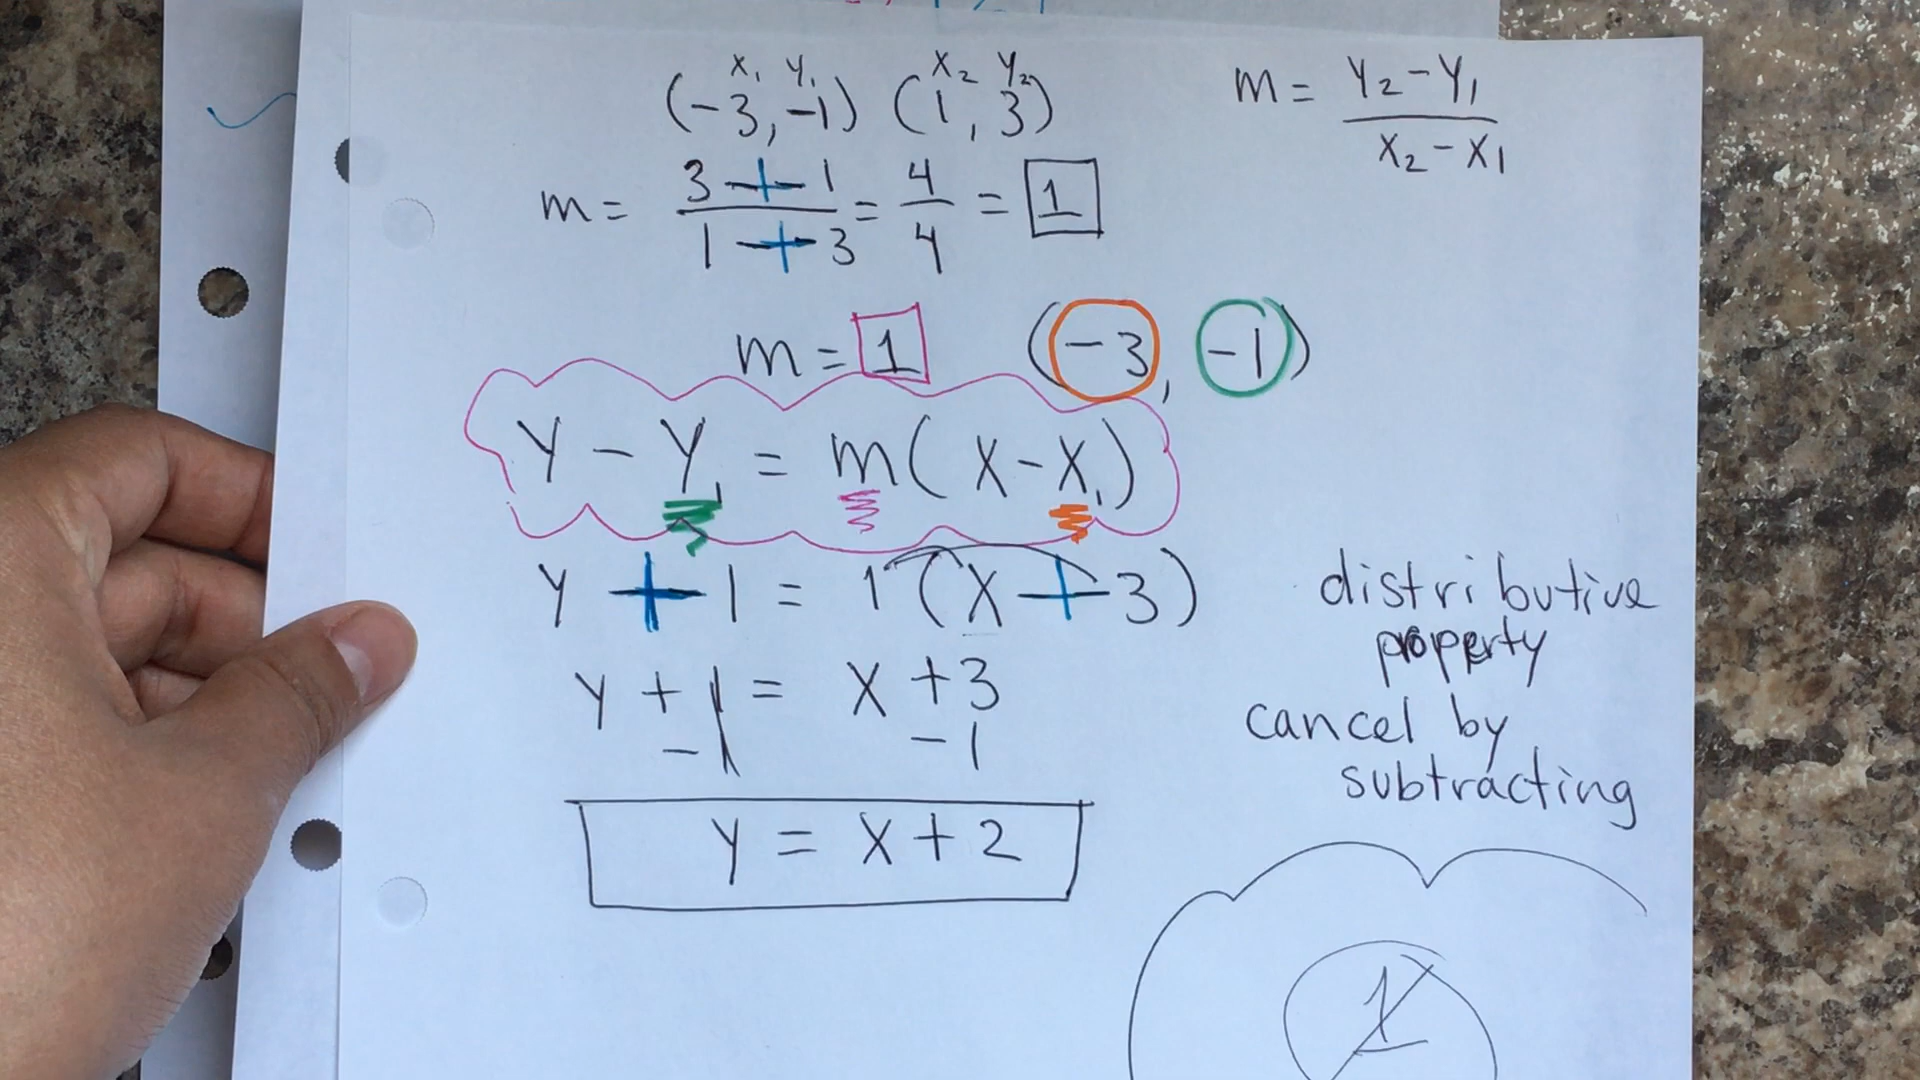 x₁ y₁ x₂ y₂
(-3, -1) (1, 3)
m = (y₂ - y₁)/(x₂ - x₁)
m = (3 + 1)/(1 + 3) = 4/4 = 1
m = 1 (-3, -1)
y - y₁ = m(x - x₁)
y + 1 = 1(x + 3)
distributive
property
y + 1 = x + 3
-1 -1
cancel by
subtracting
y = x + 2
1